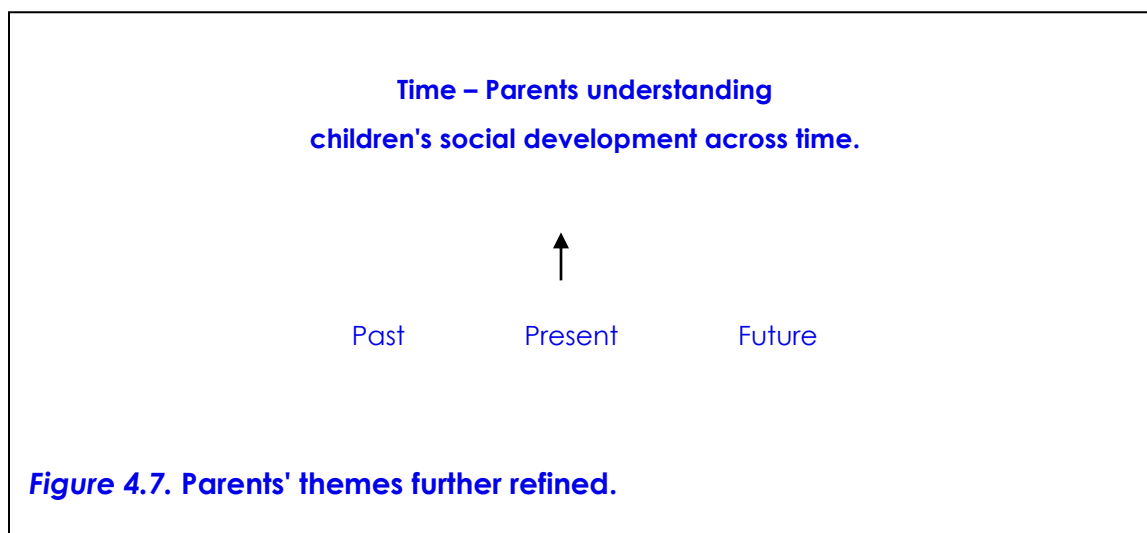 Time – Parents understanding
children's social development across time.
Past Present Future
Figure 4.7. Parents' themes further refined.